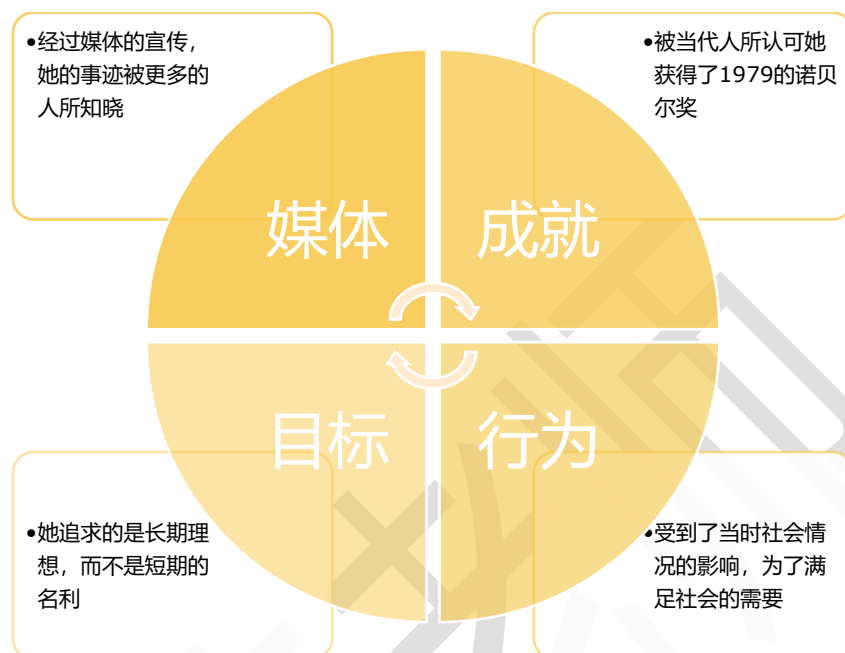 •经过媒体的宣传，
她的事迹被更多的
人所知晓
•被当代人所认可她
获得了1979的诺贝
尔奖
媒体
成就
目标
行为
•她追求的是长期理
想，而不是短期的
名利
•受到了当时社会情
况的影响，为了满
足社会的需要